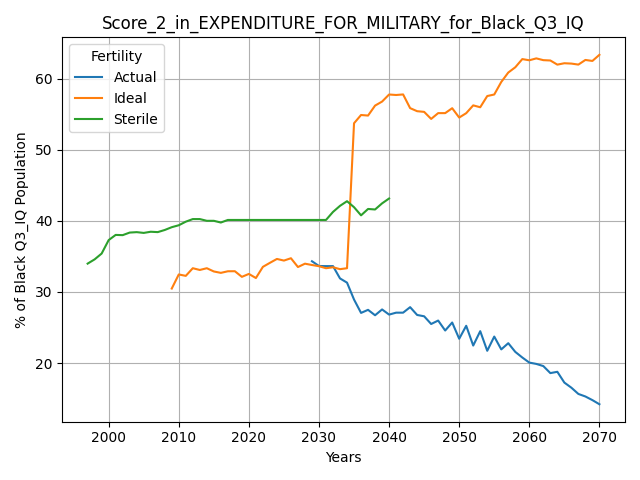 Score_2_in_EXPENDITURE_FOR_MILITARY_for_Black_Q3_IQ
Fertility
Actual
Ideal
Sterile
% of Black Q3_IQ Population
60
50
40
30
20
2000 2010 2020 2030 2040 2050 2060 2070
Years